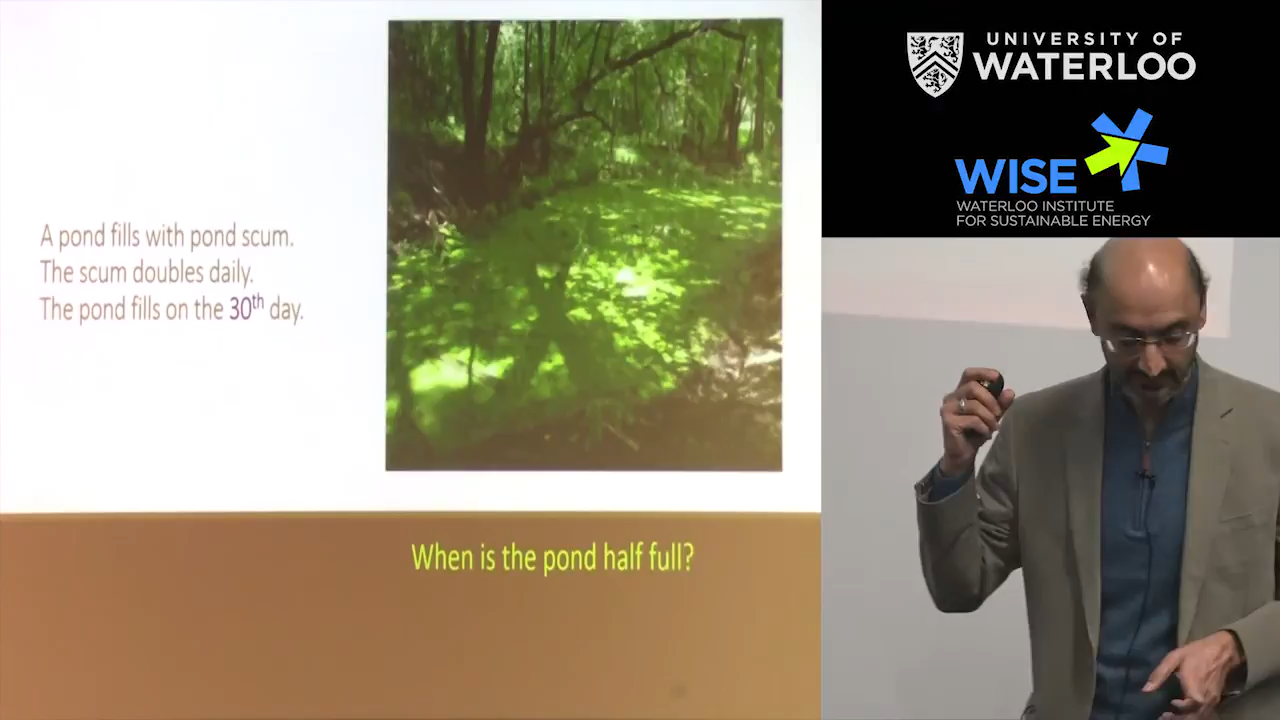 A pond fills with pond scum.
The scum doubles daily.
The pond fills on the 30th day.
When is the pond half full?
UNIVERSITY OF
WATERLOO
WISE
WATERLOO INSTITUTE
FOR SUSTAINABLE ENERGY